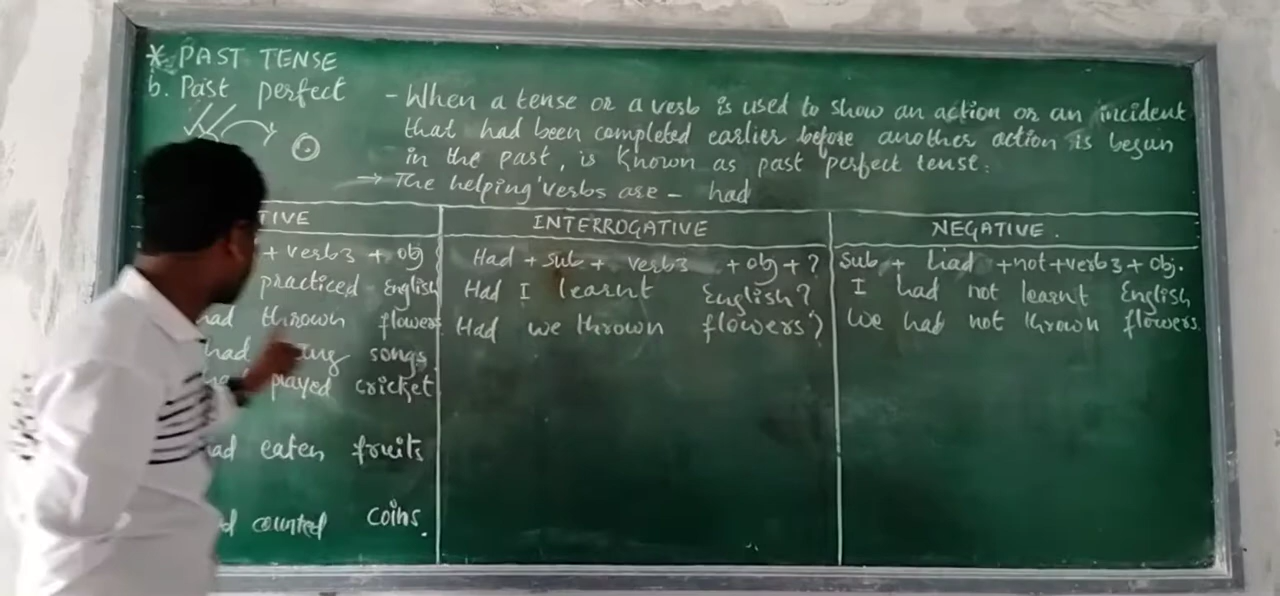 * PAST TENSE
b. Past perfect - When a tense or a verb is used to show an action or an incident
that had been completed earlier before another action is begun
in the past, is known as past perfect tense.
→ The helping verbs are - had
TIVE INTERROGATIVE NEGATIVE.
+ verb3 + obj Had + sub + verb3 + obj + ? sub + had + not + verb3 + obj.
practiced English Had I learnt English? I had not learnt English
had thrown flowers Had we thrown flowers? We had not thrown flowers.
had songs.
had played cricket
had eaten fruits
counted coins.